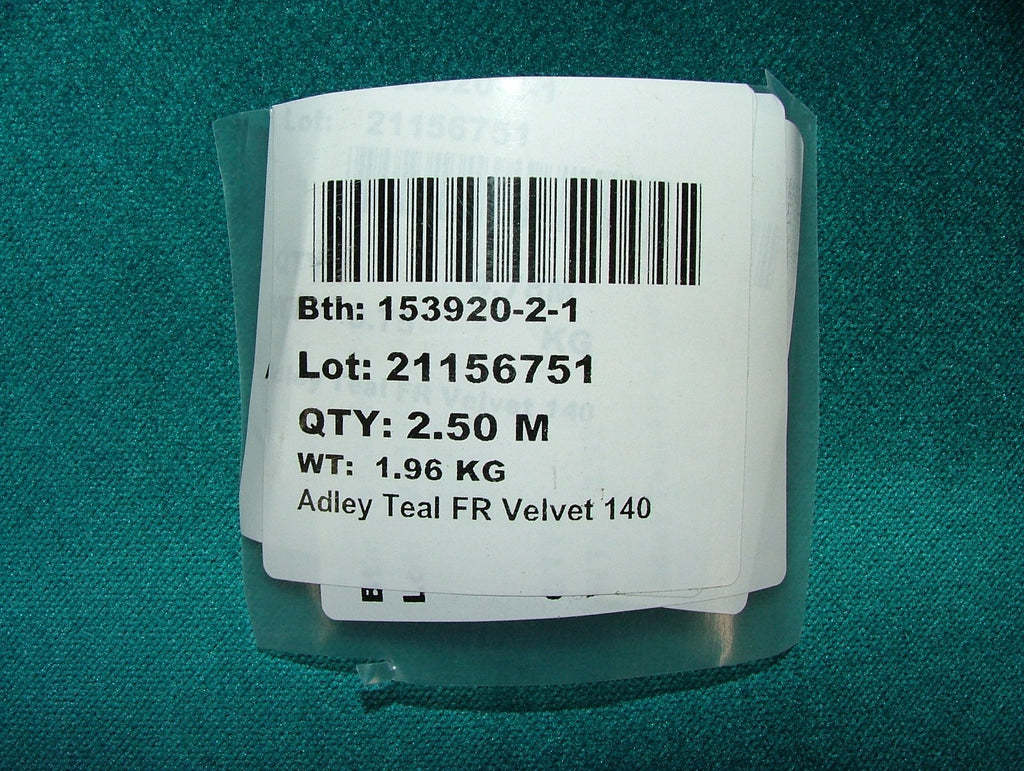 Bth: 153920-2-1
Lot: 21156751
QTY: 2.50 M
WT: 1.96 KG
Adley Teal FR Velvet 140